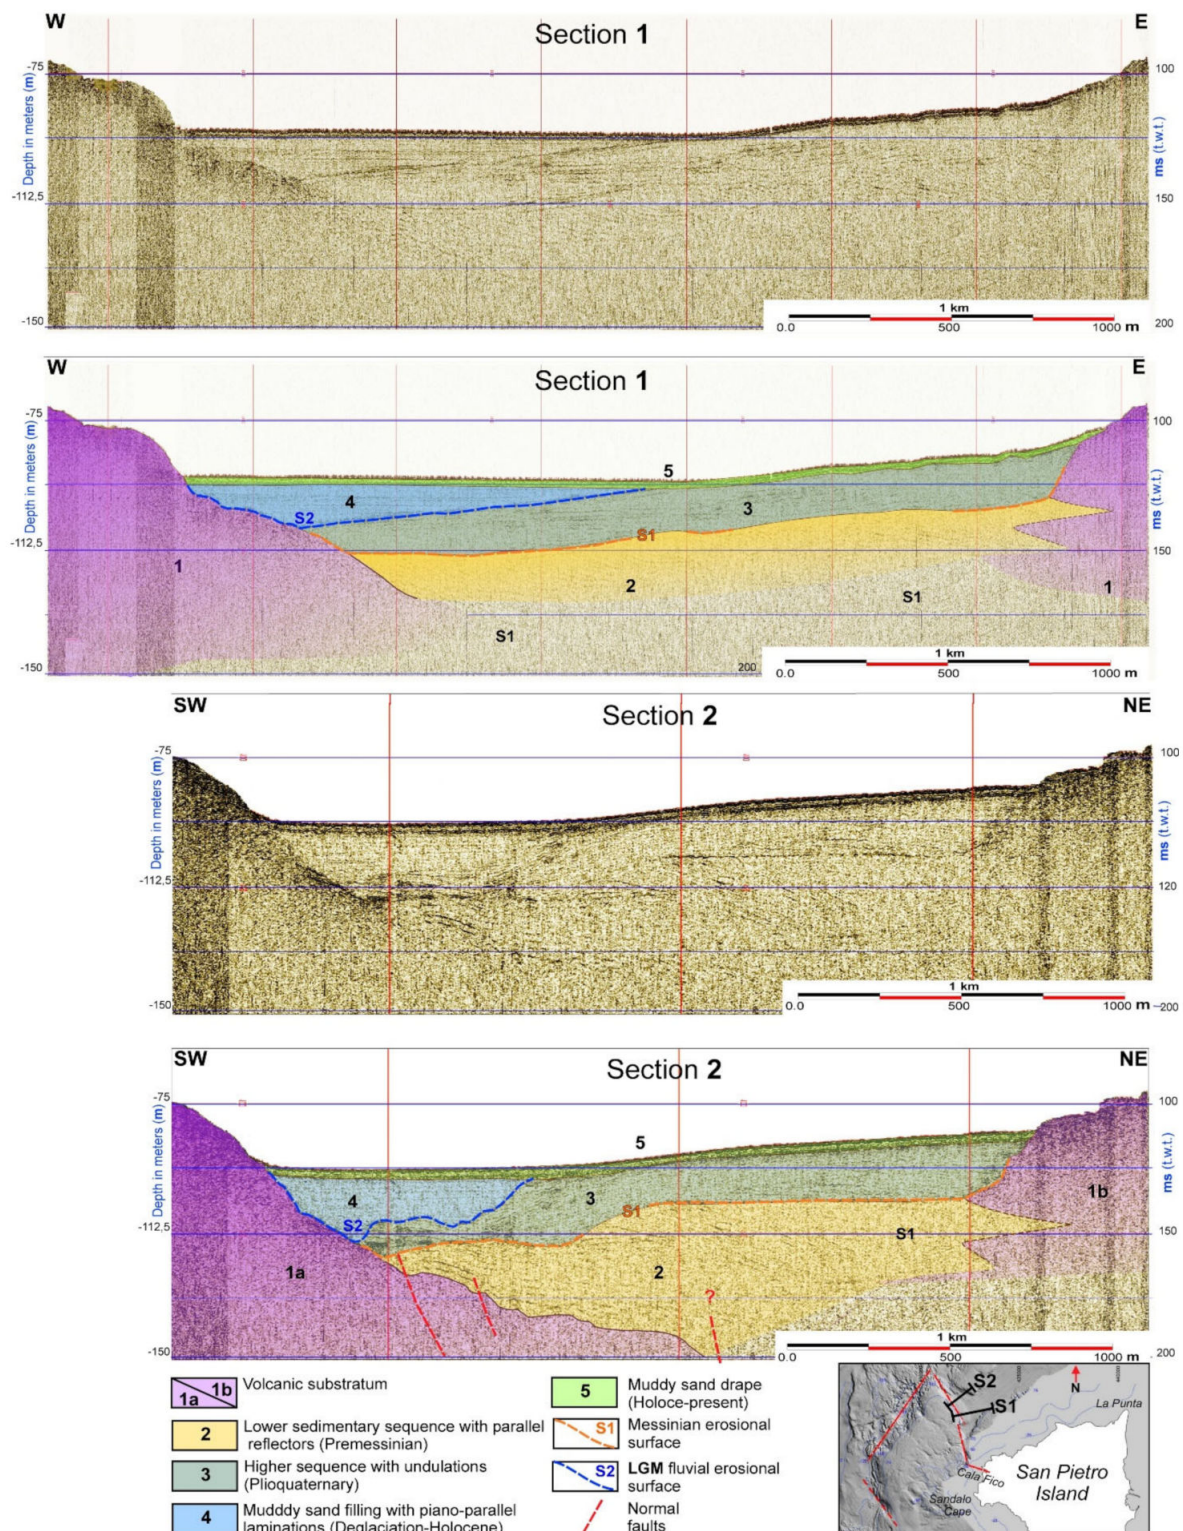 W
E
Section 1
-75
100
Depth in meters (m)
ms (t.w.t.)
-112,5
150
1 km
-150
0.0
500
1000 m
200
W
E
Section 1
-75
100
Depth in meters (m)
ms (t.w.t.)
5
4
S2
3
S1
-112,5
150
1
2
1
S1
S1
1 km
-150
200
0.0
500
1000 m
SW
NE
Section 2
-75
100
Depth in meters (m)
ms (t.w.t.)
-112,5
120
1 km
-150
0.0
500
1000 m
-200
SW
NE
Section 2
-75
100
Depth in meters (m)
ms (t.w.t.)
5
4
3
1b
S2
S1
-112,5
S1
150
1a
2
?
1 km
-150
0.0
500
1000 m
200
1a 1b Volcanic substratum
2 Lower sedimentary sequence with parallel
reflectors (Premessinian)
3 Higher sequence with undulations
(Plioquaternary)
4 Mudddy sand filling with piano-parallel
laminations (Deglaciation-Holocene)
5 Muddy sand drape
(Holoce-present)
S1 Messinian erosional
surface
S2 LGM fluvial erosional
surface
Normal
faults
S2
N
S1
La Punta
Cala Fico
San Pietro
Island
Sandalo
Cape